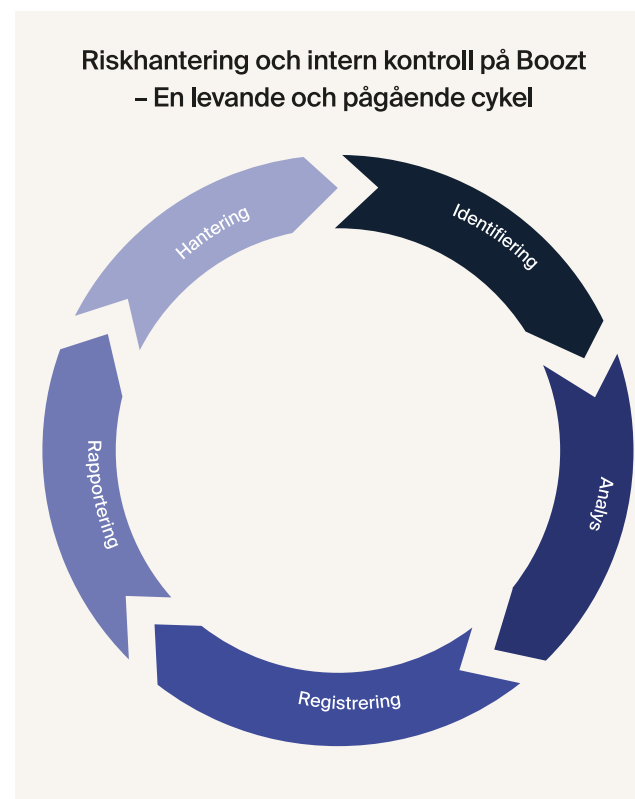 Riskhantering och intern kontroll på Boozt
– En levande och pågående cykel
Identifiering
Analys
Registrering
Rapportering
Hantering